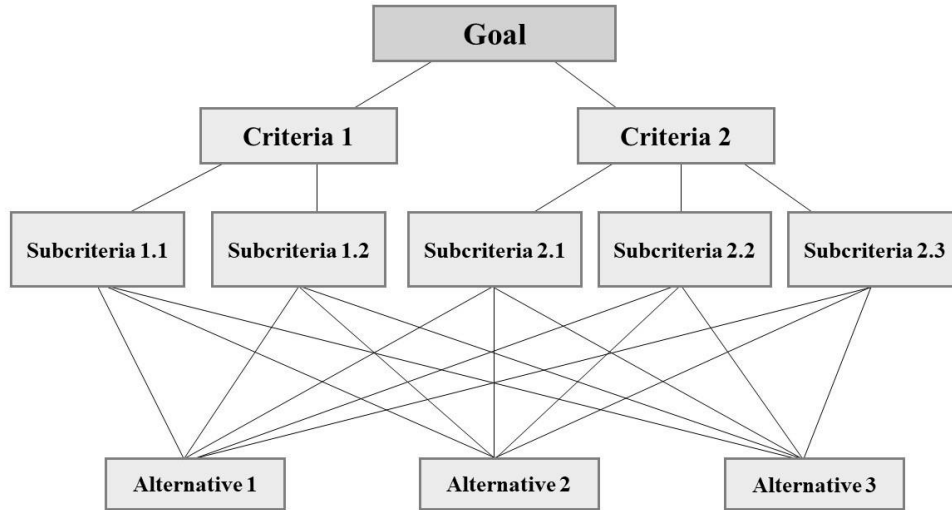 Goal
Criteria 1
Criteria 2
Subcriteria 1.1
Subcriteria 1.2
Subcriteria 2.1
Subcriteria 2.2
Subcriteria 2.3
Alternative 1
Alternative 2
Alternative 3